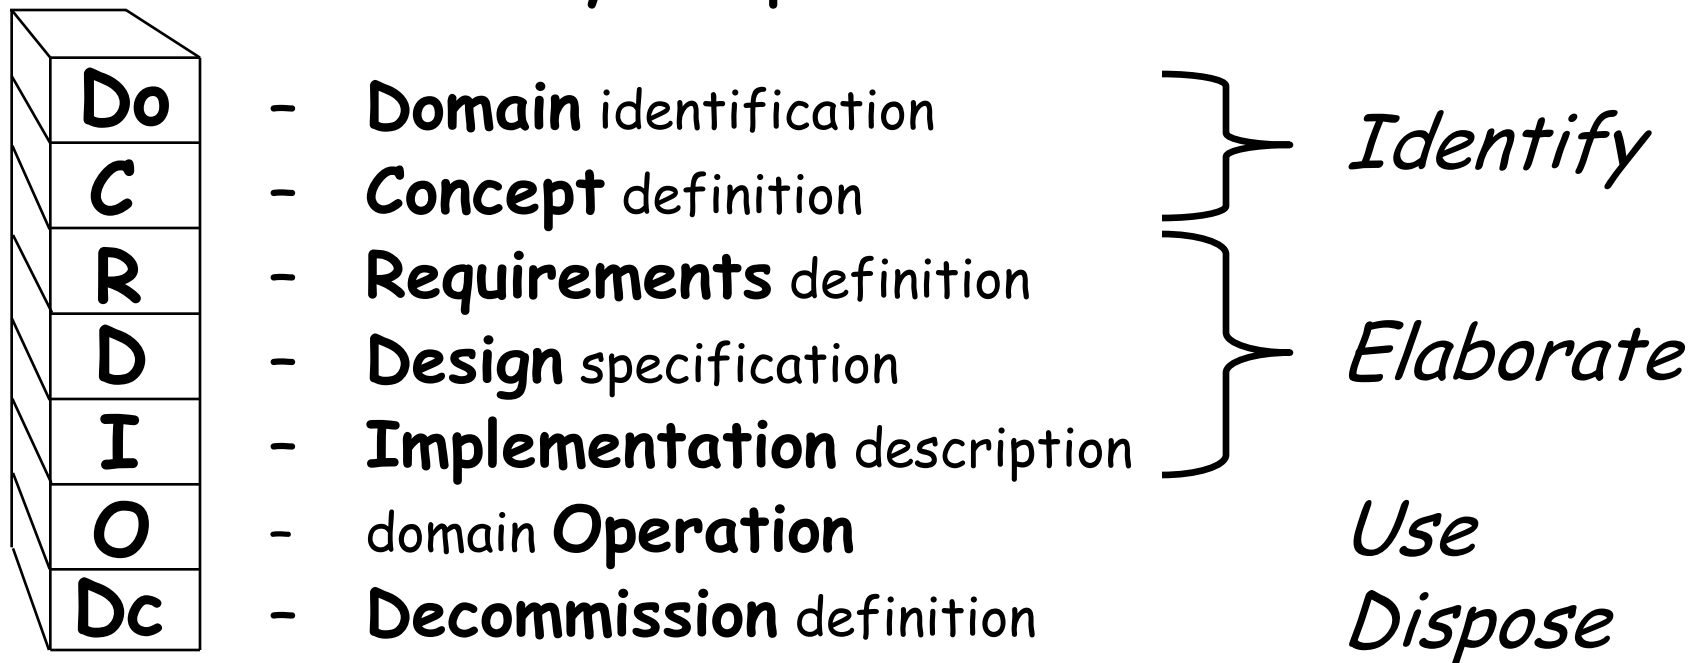 Do - Domain identification
C - Concept definition
Identify
R - Requirements definition
D - Design specification
Elaborate
I - Implementation description
O - domain Operation
Use
Dc - Decommission definition
Dispose